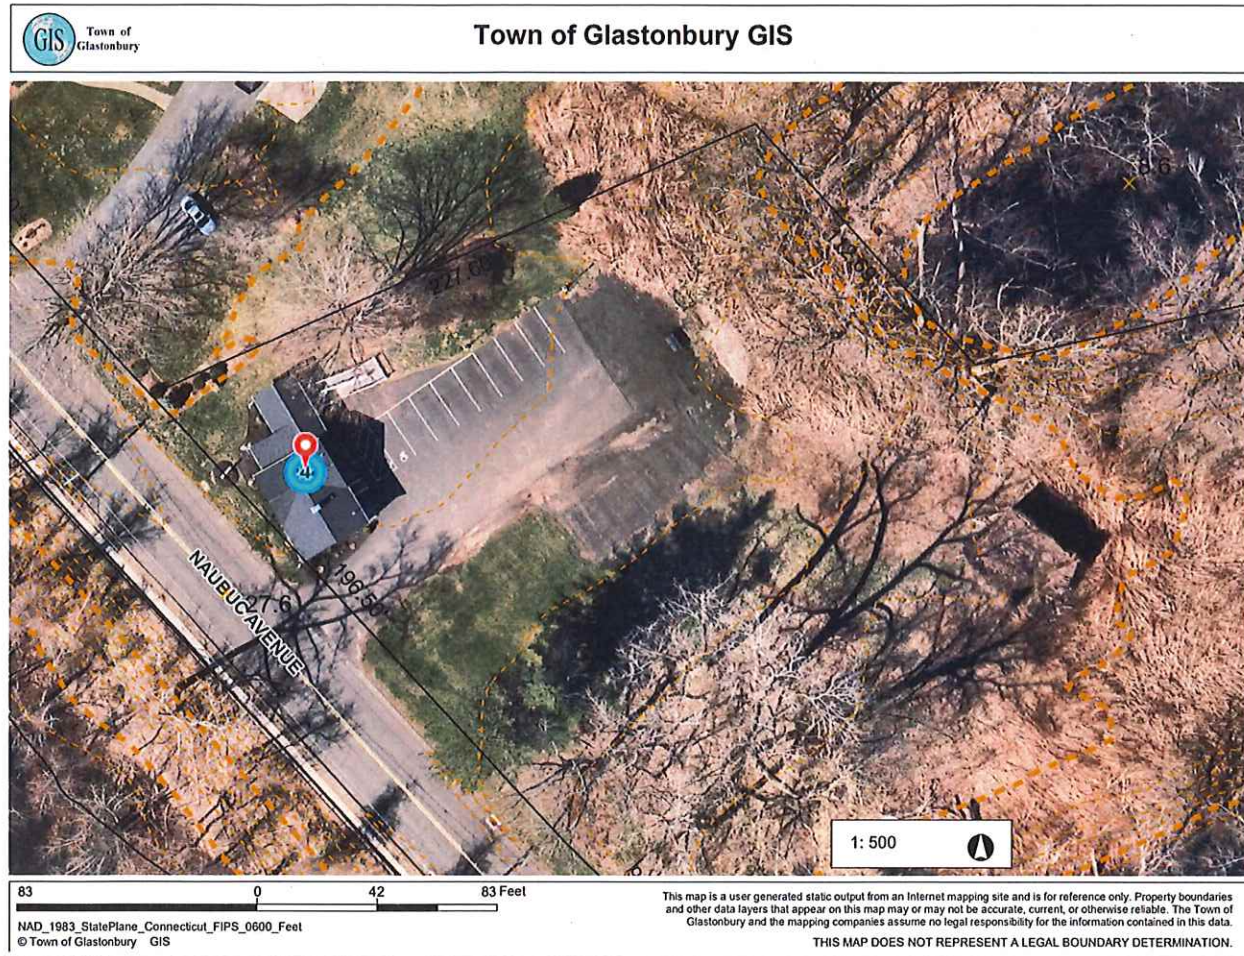 GIS
Town of
Glastonbury
Town of Glastonbury GIS
8.6
4
196.50'
27.6
NAUBUC AVENUE
1: 500
83 0 42 83 Feet
NAD_1983_StatePlane_Connecticut_FIPS_0600_Feet
© Town of Glastonbury GIS
This map is a user generated static output from an Internet mapping site and is for reference only. Property boundaries
and other data layers that appear on this map may or may not be accurate, current, or otherwise reliable. The Town of
Glastonbury and the mapping companies assume no legal responsibility for the information contained in this data.
THIS MAP DOES NOT REPRESENT A LEGAL BOUNDARY DETERMINATION.